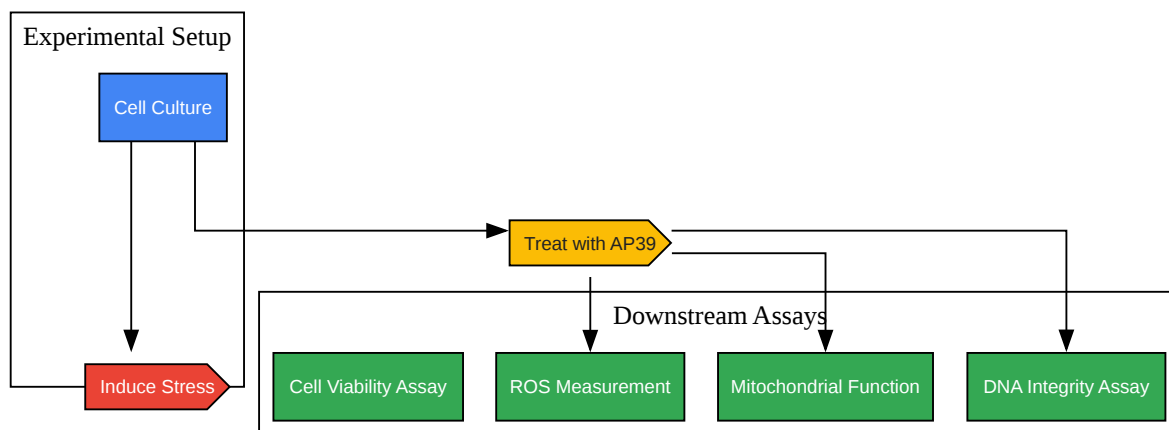 Experimental Setup
Cell Culture
Treat with AP39
Downstream Assays
Induce Stress
Cell Viability Assay
ROS Measurement
Mitochondrial Function
DNA Integrity Assay